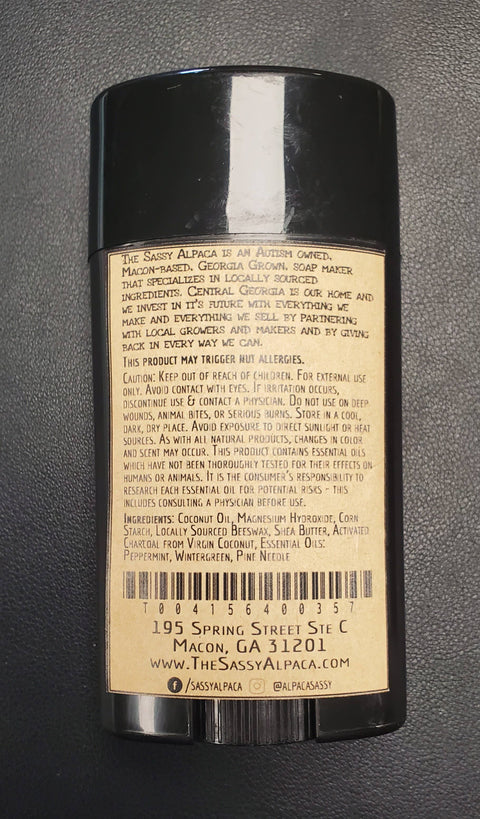 The Sassy Alpaca is an Autism owned,
Macon-based, Georgia Grown, soap maker
that specializes in locally sourced
ingredients. Central Georgia is our home and
we invest in it's future with everything we
make and everything we sell by partnering
with local growers and makers and by giving
back in every way we can.
This product may trigger nut allergies.
Caution: Keep out of reach of children. For external use
only. Avoid contact with eyes. If irritation occurs,
discontinue use & contact a physician. Do not use on deep
wounds, animal bites, or serious burns. Store in a cool,
dark, dry place. Avoid exposure to direct sunlight or heat
sources. As with all natural products, changes in color
and scent may occur. This product contains essential oils
which have not been thoroughly tested for their effects on
humans or animals. It is the consumer's responsibility to
research each essential oil for potential risks - this
includes consulting a physician before use.
Ingredients: Coconut Oil, Magnesium Hydroxide, Corn
Starch, Locally Sourced Beeswax, Shea Butter, Activated
Charcoal from Virgin Coconut, Essential Oils:
Peppermint, Wintergreen, Pine Needle
T004156400357
195 Spring Street Ste C
Macon, GA 31201
www.TheSassyAlpaca.com
/sassyalpaca @alpacasassy